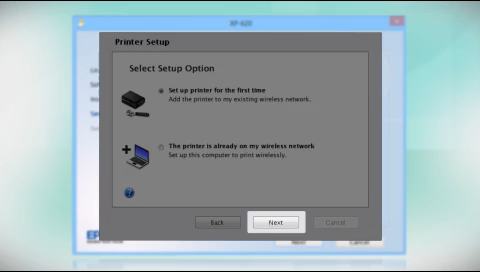 XP-620
Printer Setup
Select Setup Option
Set up printer for the first time
Add the printer to my existing wireless network.
The printer is already on my wireless network
Set up this computer to print wirelessly.
Back
Next
Cancel
Next
Cancel